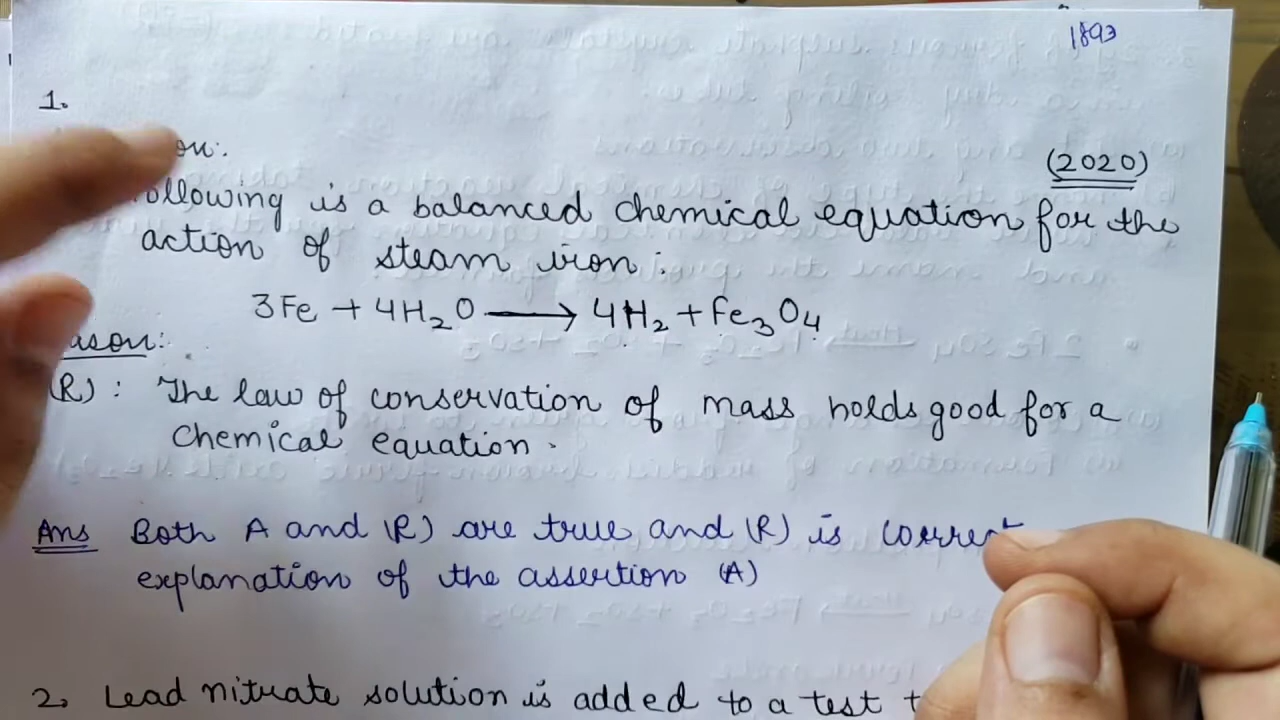 1893
1.
(2020)
ollowing is a balanced chemical equation for the
action of steam iron :
3Fe + 4H₂O ⟶ 4H₂ + Fe₃O₄
ason:
(R) : The law of conservation of mass holds good for a
chemical equation.
Ans Both A and (R) are true and (R) is correct
explanation of the assertion (A)
2. Lead nitrate solution is added to a test t